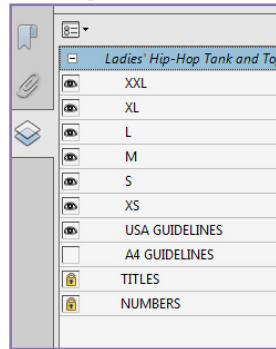 Ladies' Hip-Hop Tank and To
XXL
XL
L
M
S
XS
USA GUIDELINES
A4 GUIDELINES
TITLES
NUMBERS